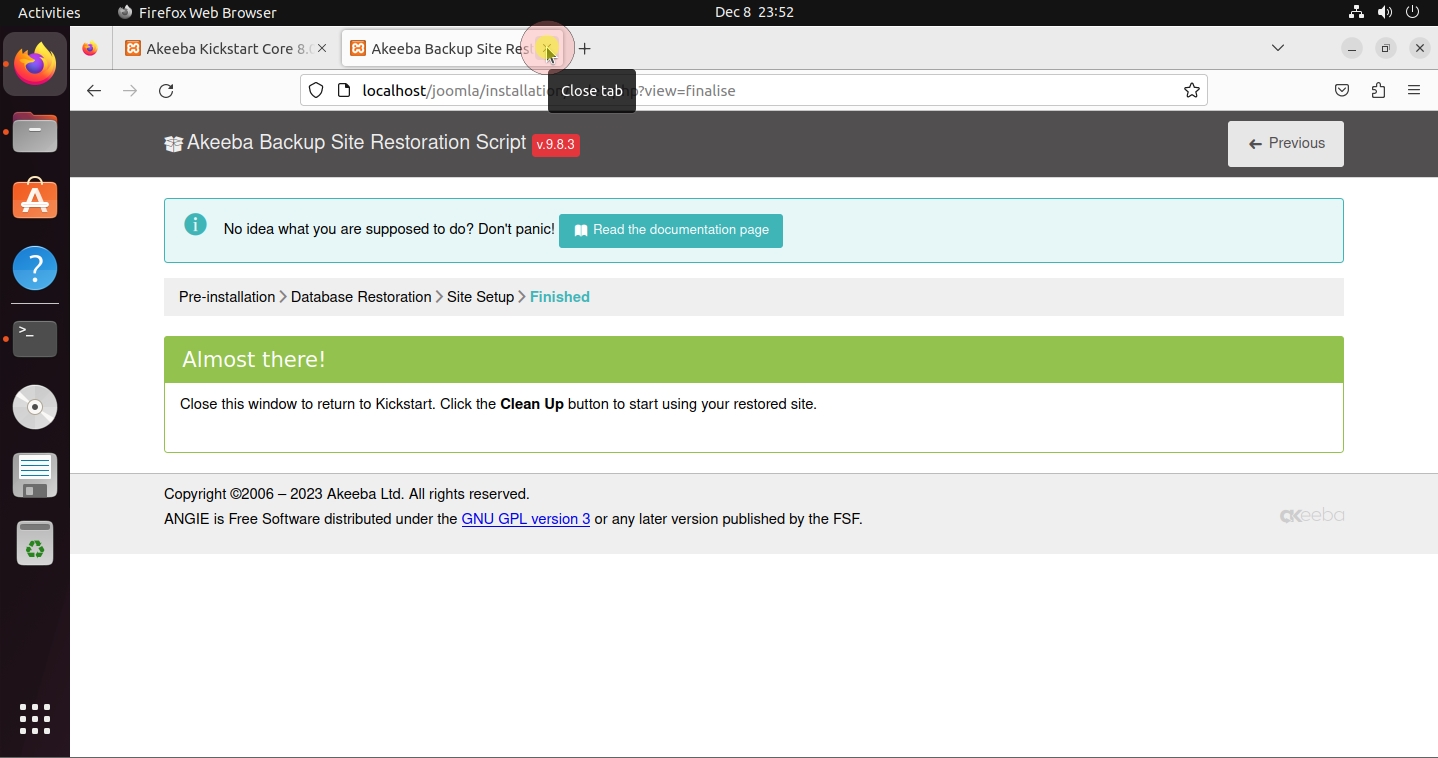 Activities Firefox Web Browser Dec 8 23:52
Akeeba Kickstart Core 8. Akeeba Backup Site Res
localhost/joomla/installatio p?view=finalise
Close tab
Akeeba Backup Site Restoration Script v.9.8.3 Previous
No idea what you are supposed to do? Don't panic! Read the documentation page
Pre-installation Database Restoration Site Setup Finished
Almost there!
Close this window to return to Kickstart. Click the Clean Up button to start using your restored site.
Copyright ©2006 – 2023 Akeeba Ltd. All rights reserved.
ANGIE is Free Software distributed under the GNU GPL version 3 or any later version published by the FSF.
akeeba